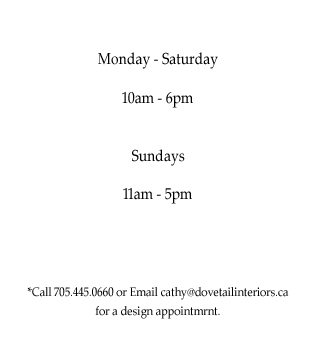 Monday - Saturday
10am - 6pm
Sundays
11am - 5pm
*Call 705.445.0660 or Email cathy@dovetailinteriors.ca
for a design appointmrnt.